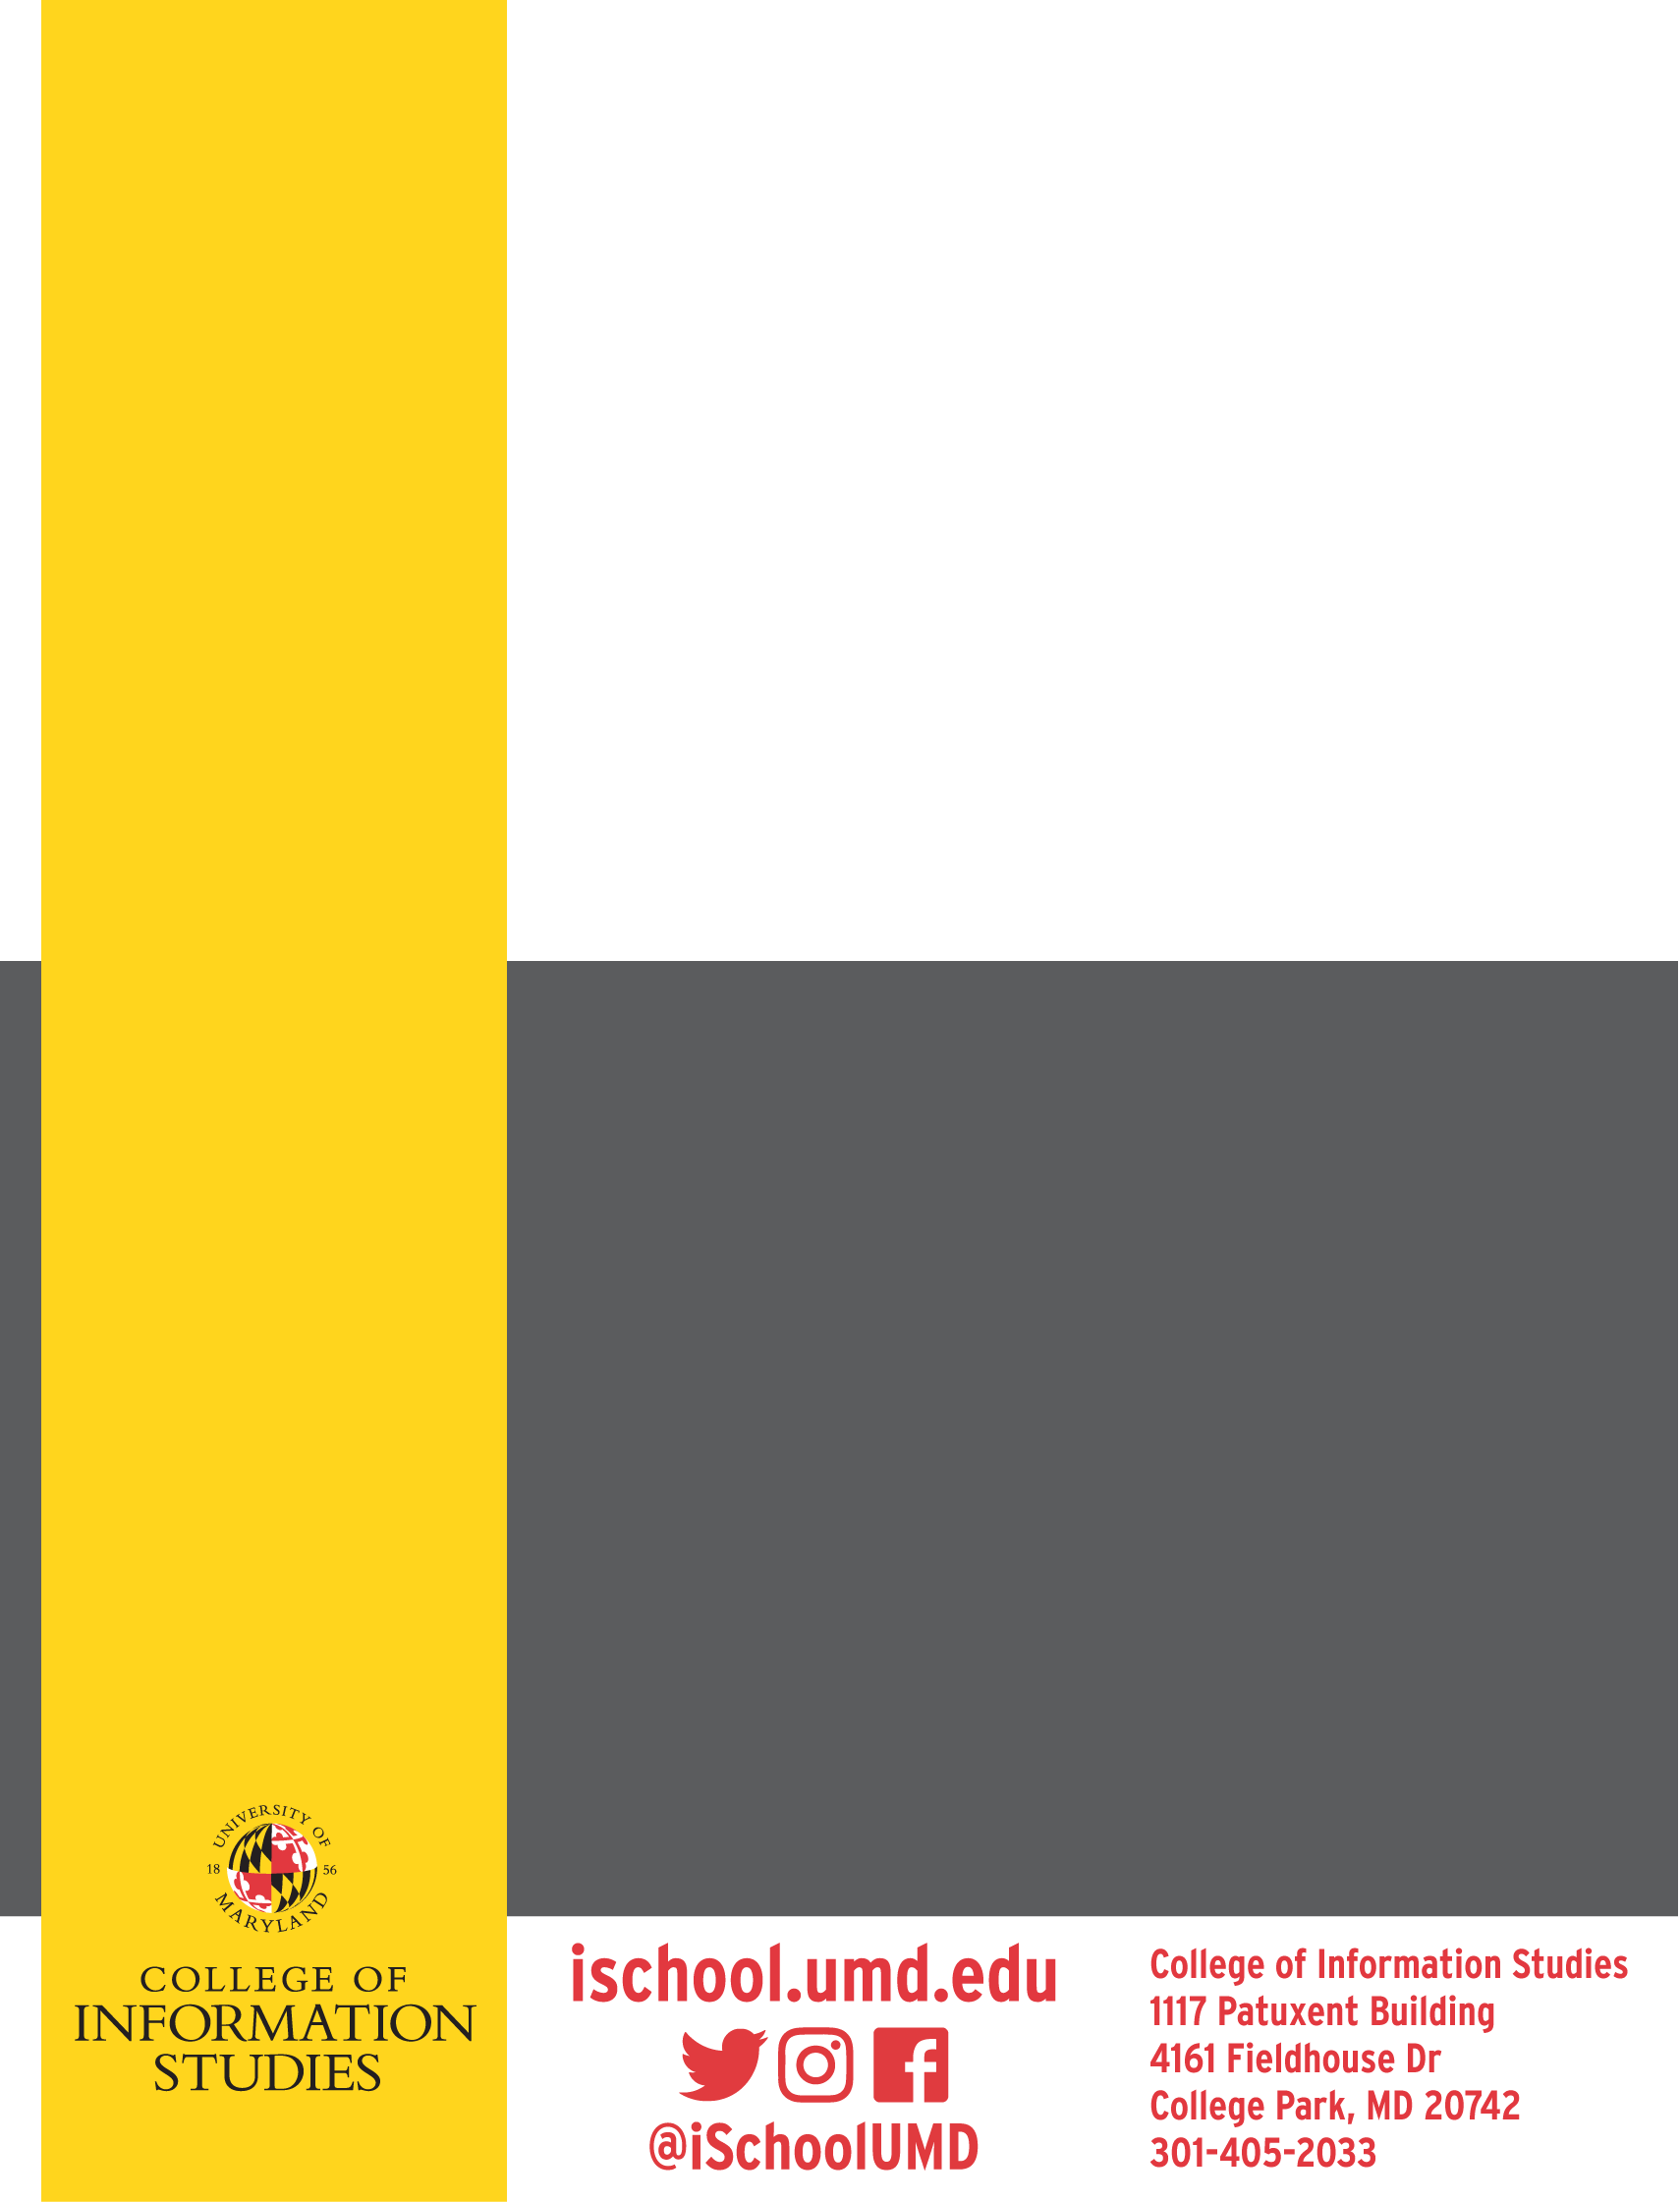 UNIVERSITY OF
18 56
MARYLAND
COLLEGE OF
INFORMATION
STUDIES
ischool.umd.edu
@iSchoolUMD
College of Information Studies
1117 Patuxent Building
4161 Fieldhouse Dr
College Park, MD 20742
301-405-2033